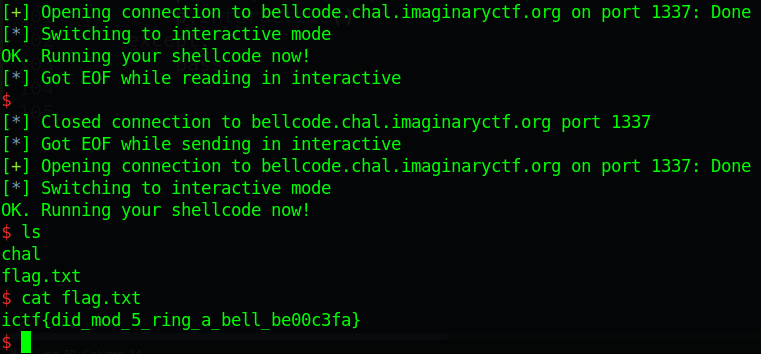 [+] Opening connection to bellcode.chal.imaginaryctf.org on port 1337: Done
[*] Switching to interactive mode
OK. Running your shellcode now!
[*] Got EOF while reading in interactive
$
[*] Closed connection to bellcode.chal.imaginaryctf.org port 1337
[*] Got EOF while sending in interactive
[+] Opening connection to bellcode.chal.imaginaryctf.org on port 1337: Done
[*] Switching to interactive mode
OK. Running your shellcode now!
$ ls
chal
flag.txt
$ cat flag.txt
ictf{did_mod_5_ring_a_bell_be00c3fa}
$